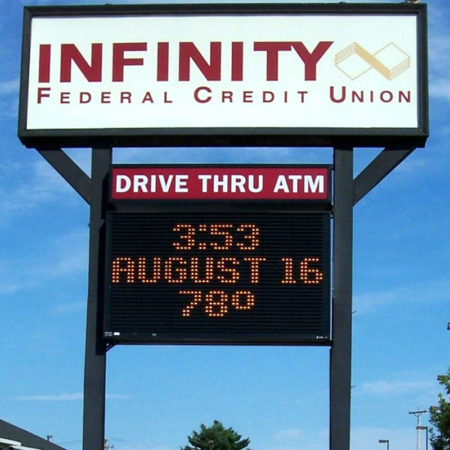 INFINITY
FEDERAL CREDIT UNION
DRIVE THRU ATM
3:53
AUGUST 16
78°